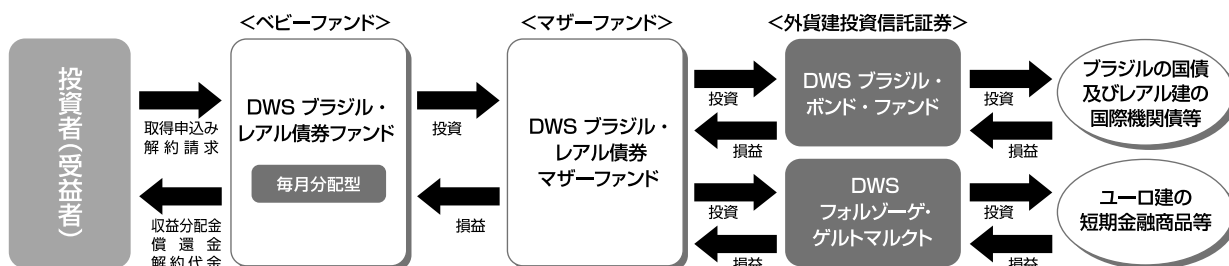 <ベビーファンド>
<マザーファンド>
<外貨建投資信託証券>
投資者(受益者)
取得申込み
解約請求
収益分配金
償還金
解約代金
DWS ブラジル・
レアル債券ファンド
毎月分配型
投資
損益
DWS ブラジル・
レアル債券
マザーファンド
投資
損益
投資
損益
DWS ブラジル・
ボンド・ファンド
DWS
フォルゾーゲ・
ゲルトマルクト
投資
損益
投資
損益
ブラジルの国債
及びレアル建の
国際機関債等
ユーロ建の
短期金融商品等